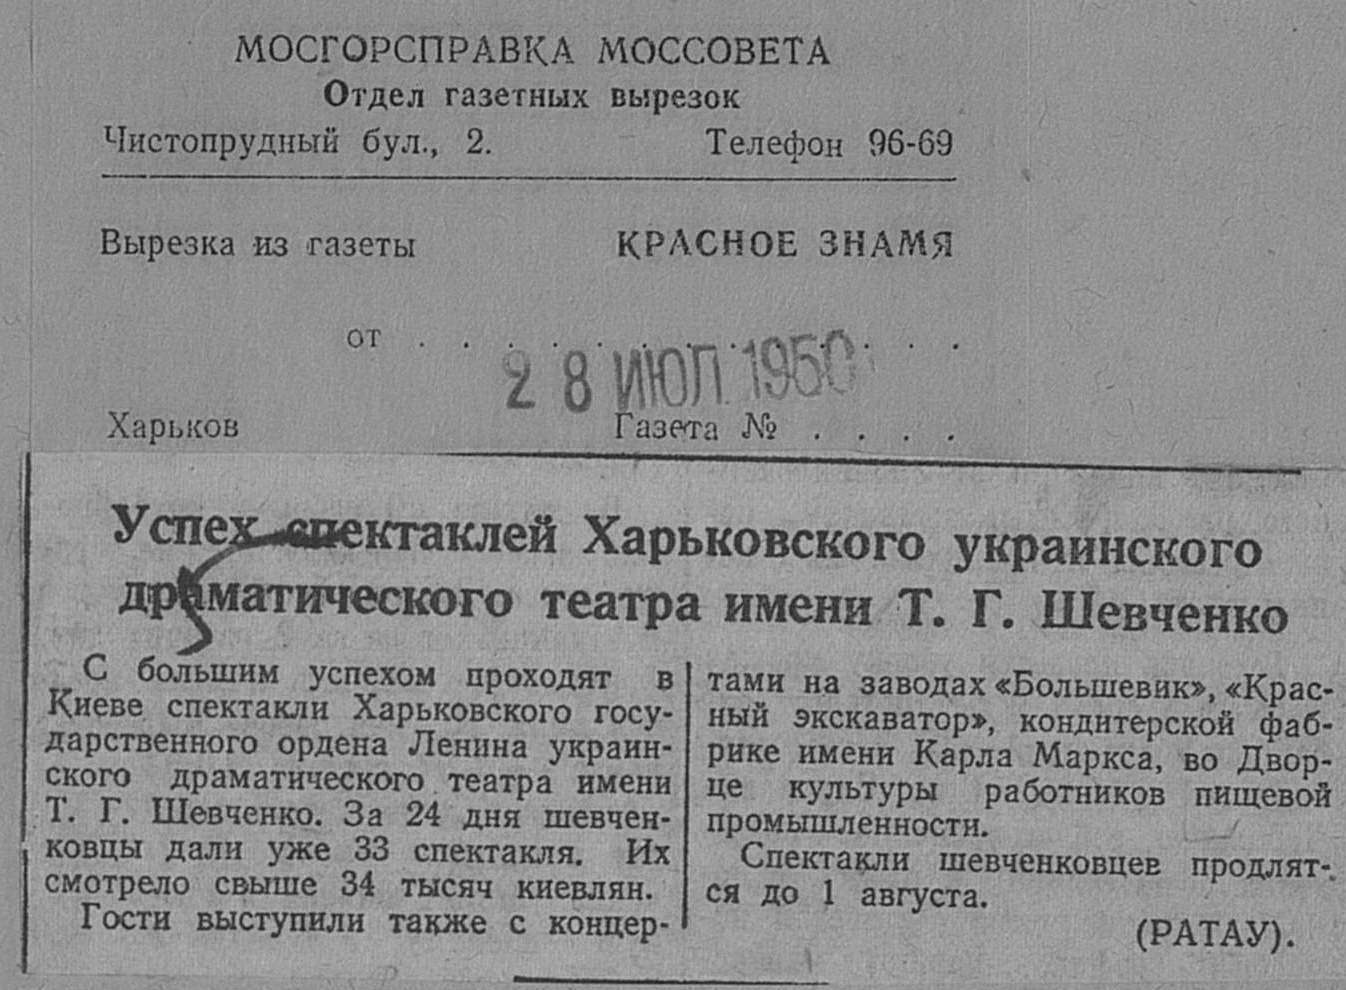 МОСГОРСПРАВКА МОССОВЕТА
Отдел газетных вырезок
Чистопрудный бул., 2. Телефон 96-69
Вырезка из газеты КРАСНОЕ ЗНАМЯ
от . . . . . . . . . . . . .
28 ИЮЛ 1950
Харьков Газета № . . . .
Успех спектаклей Харьковского украинского
драматического театра имени Т. Г. Шевченко
С большим успехом проходят в
Киеве спектакли Харьковского госу-
дарственного ордена Ленина украин-
ского драматического театра имени
Т. Г. Шевченко. За 24 дня шевчен-
ковцы дали уже 33 спектакля. Их
смотрело свыше 34 тысяч киевлян.
Гости выступили также с концер-
тами на заводах «Большевик», «Крас-
ный экскаватор», кондитерской фаб-
рике имени Карла Маркса, во Двор-
це культуры работников пищевой
промышленности.
Спектакли шевченковцев продлят-
ся до 1 августа.
(РАТАУ).